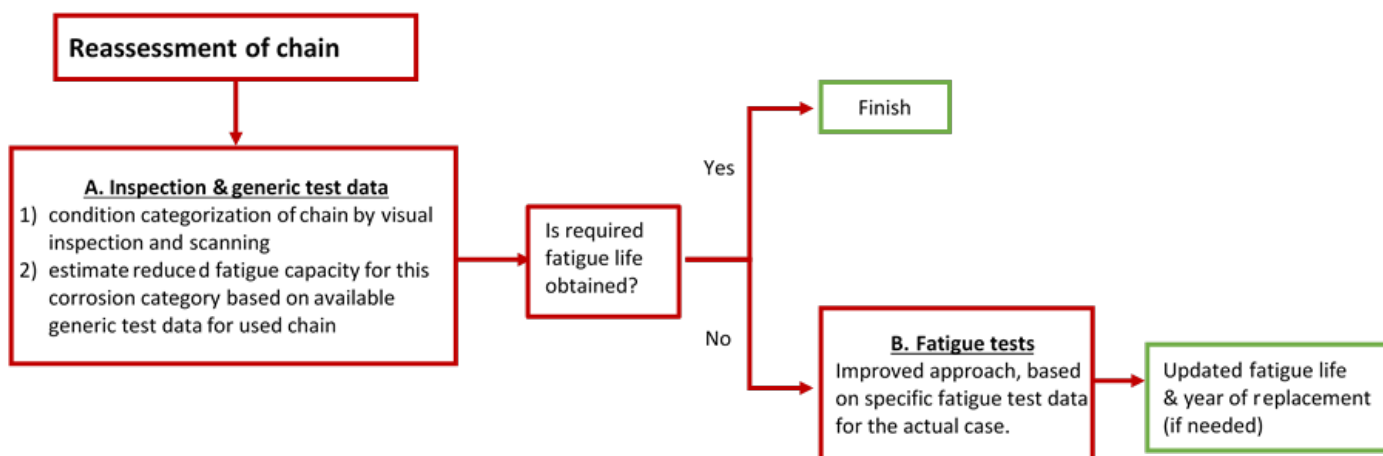 Reassessment of chain
A. Inspection & generic test data
1) condition categorization of chain by visual
inspection and scanning
2) estimate reduced fatigue capacity for this
corrosion category based on available
generic test data for used chain
Is required
fatigue life
obtained?
Yes
Finish
No
B. Fatigue tests
Improved approach, based
on specific fatigue test data
for the actual case.
Updated fatigue life
& year of replacement
(if needed)